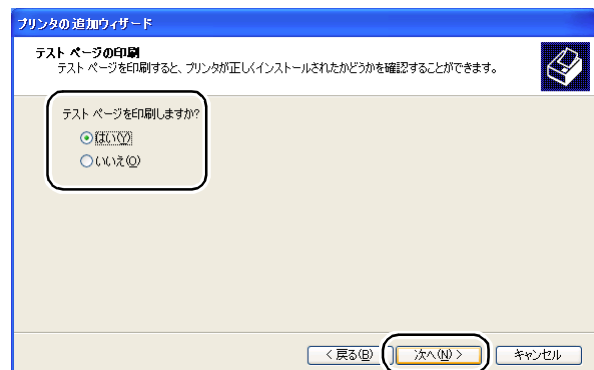 プリンタの追加ウィザード
テスト ページの印刷
テスト ページを印刷すると、プリンタが正しくインストールされたかどうかを確認することができます。
テスト ページを印刷しますか?
はい(Y)
いいえ(O)
< 戻る(B) 次へ(N) > キャンセル